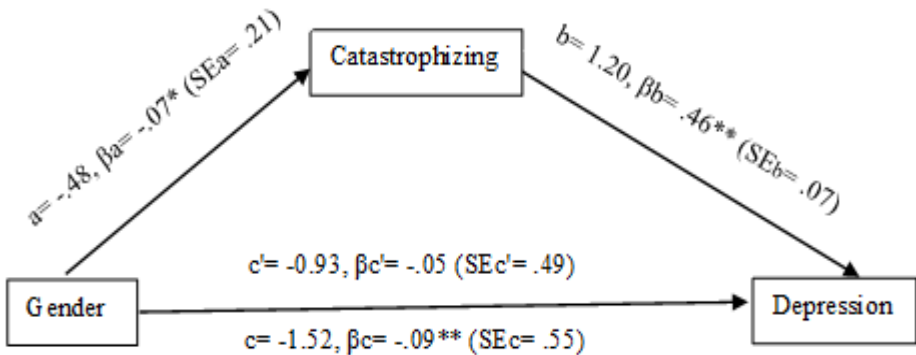 Catastrophizing
a= -.48, βa= -.07* (SEa= .21)
b= 1.20, βb= .46** (SEb= .07)
c'= -0.93, βc'= -.05 (SEc'= .49)
Gender
Depression
c= -1.52, βc= -.09** (SEc= .55)